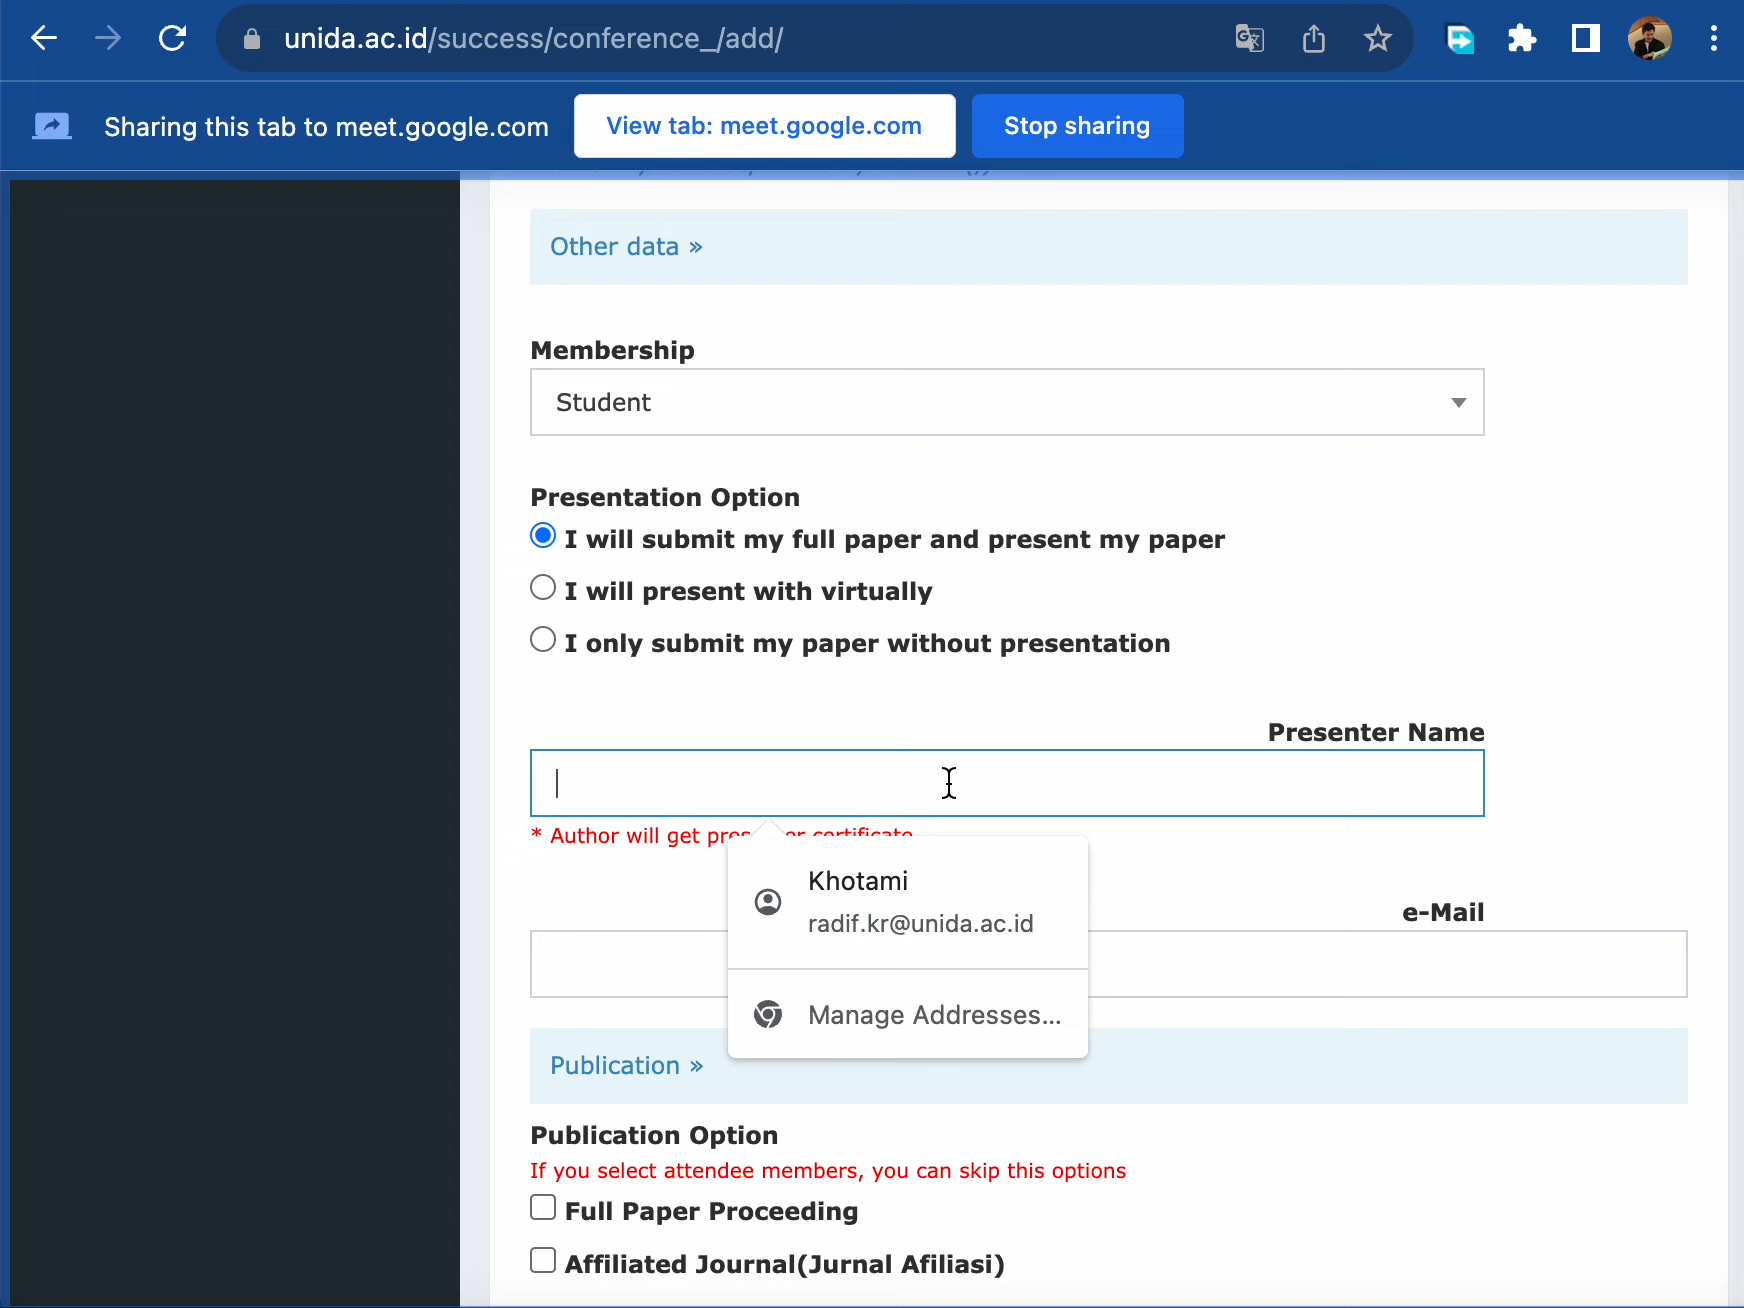 unida.ac.id/success/conference_/add/
Sharing this tab to meet.google.com
View tab: meet.google.com
Stop sharing
Other data »
Membership
Student
Presentation Option
I will submit my full paper and present my paper
I will present with virtually
I only submit my paper without presentation
Presenter Name
* Author will get certificate
Khotami
radif.kr@unida.ac.id
Manage Addresses...
e-Mail
Publication »
Publication Option
If you select attendee members, you can skip this options
Full Paper Proceeding
Affiliated Journal(Jurnal Afiliasi)